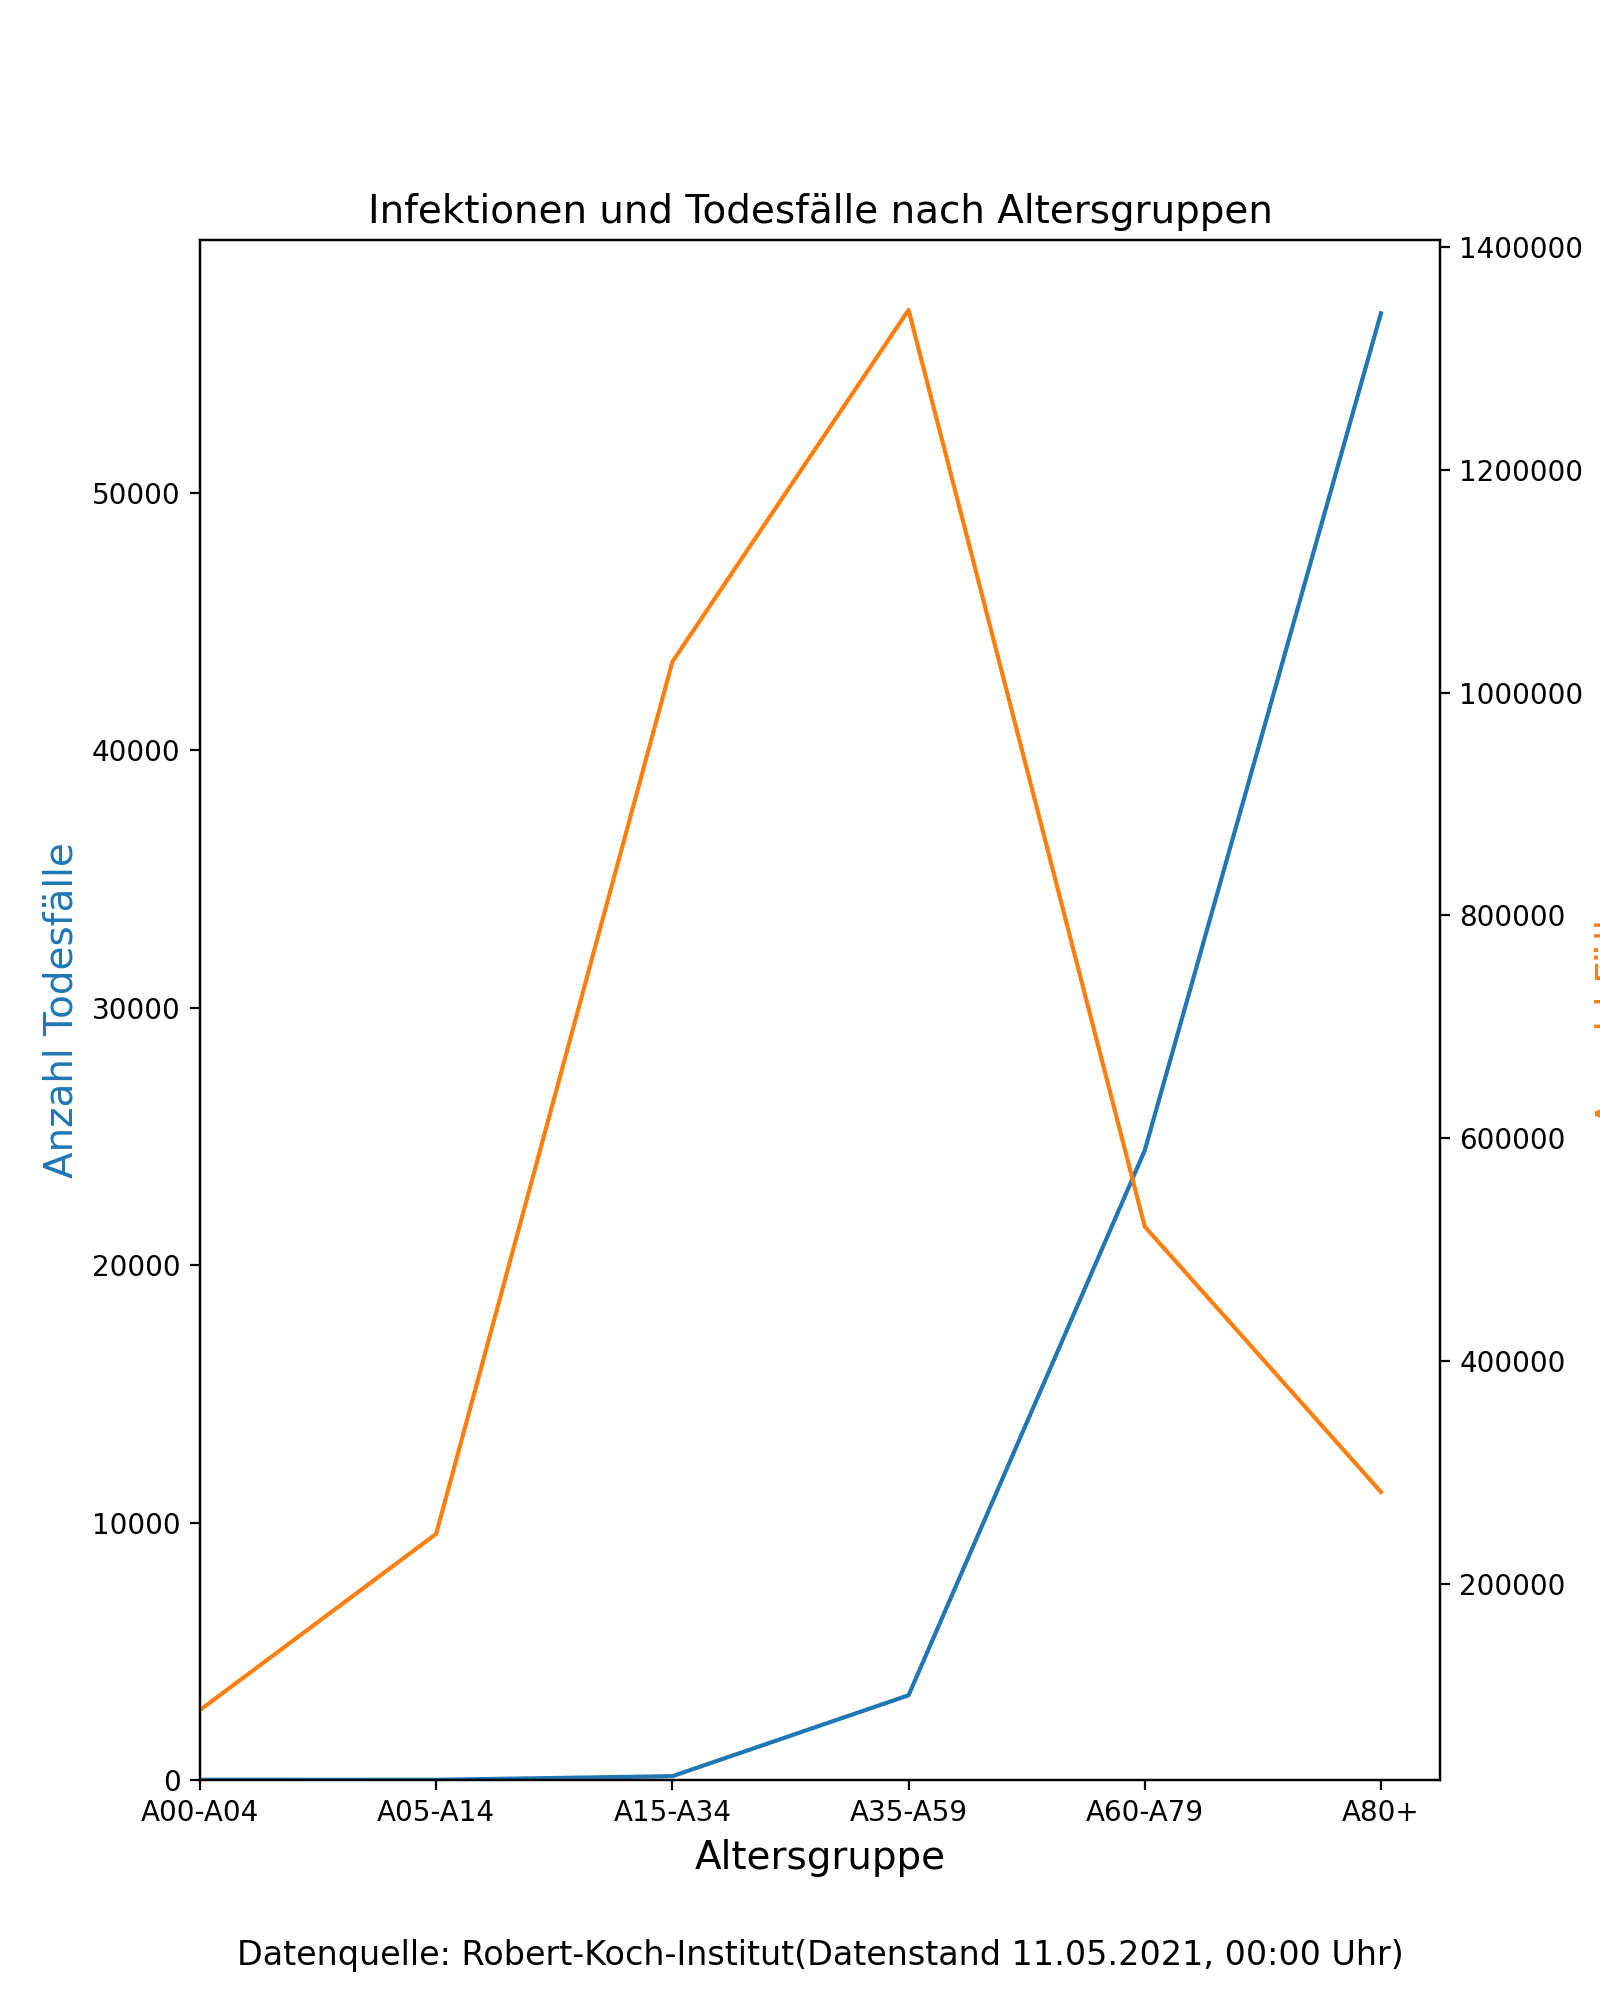 Infektionen und Todesfälle nach Altersgruppen
1400000
1200000
1000000
800000
600000
400000
200000
50000
40000
30000
20000
10000
0
Anzahl Todesfälle
A00-A04 A05-A14 A15-A34 A35-A59 A60-A79 A80+
Altersgruppe
Datenquelle: Robert-Koch-Institut(Datenstand 11.05.2021, 00:00 Uhr)